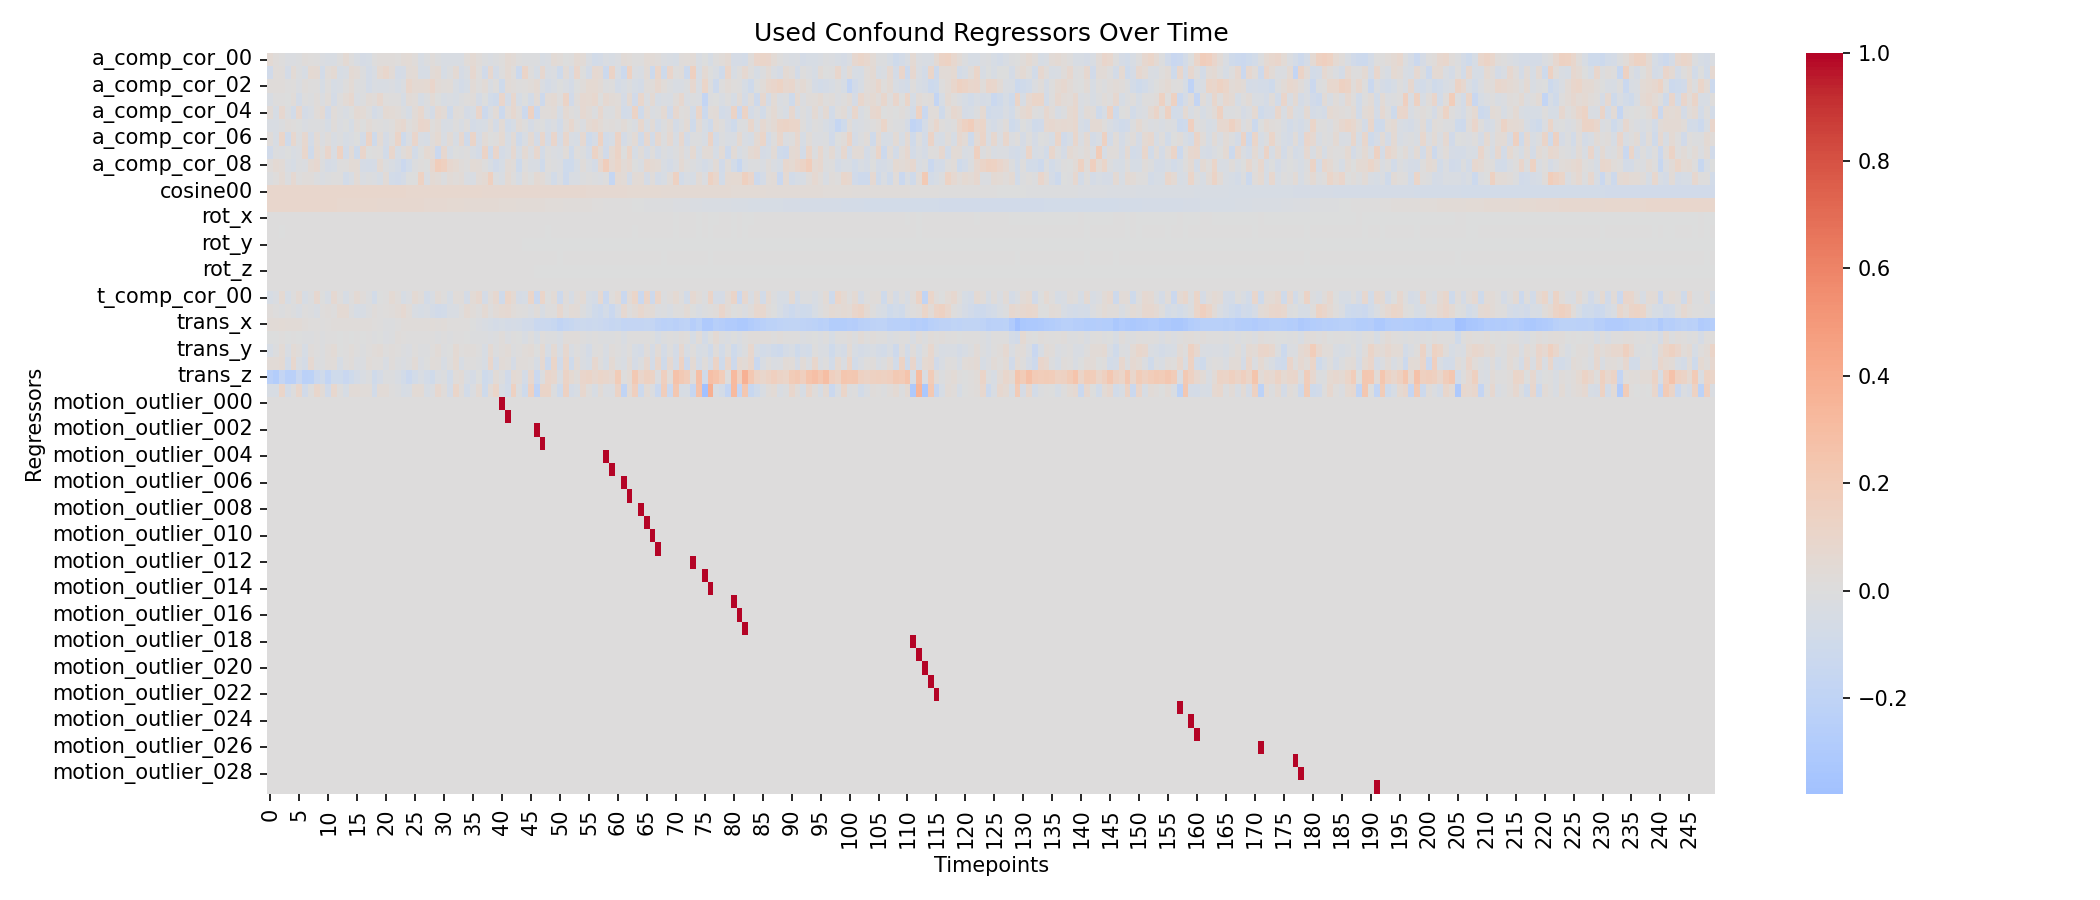 Used Confound Regressors Over Time
a_comp_cor_00
a_comp_cor_02
a_comp_cor_04
a_comp_cor_06
a_comp_cor_08
cosine00
rot_x
rot_y
rot_z
t_comp_cor_00
trans_x
trans_y
trans_z
motion_outlier_000
motion_outlier_002
motion_outlier_004
motion_outlier_006
motion_outlier_008
motion_outlier_010
motion_outlier_012
motion_outlier_014
motion_outlier_016
motion_outlier_018
motion_outlier_020
motion_outlier_022
motion_outlier_024
motion_outlier_026
motion_outlier_028
Regressors
0 5 10 15 20 25 30 35 40 45 50 55 60 65 70 75 80 85 90 95 100 105 110 115 120 125 130 135 140 145 150 155 160 165 170 175 180 185 190 195 200 205 210 215 220 225 230 235 240 245
Timepoints
1.0
0.8
0.6
0.4
0.2
0.0
−0.2